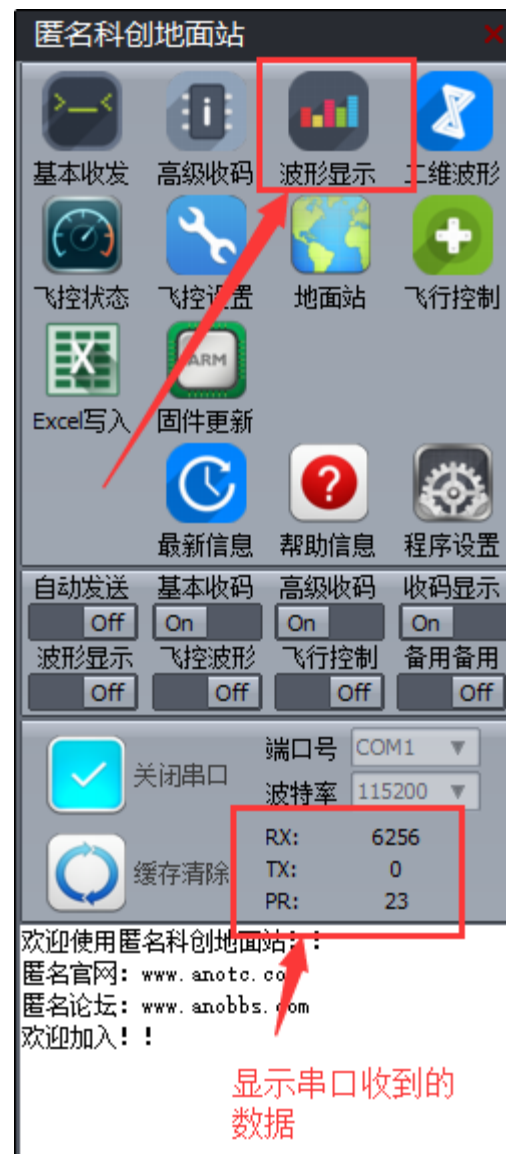 匿名科创地面站
基本收发 高级收码 波形显示 二维波形
飞控状态 飞控设置 地面站 飞行控制
ARM
Excel写入 固件更新
最新信息 帮助信息 程序设置
自动发送 基本收码 高级收码 收码显示
Off On On On
波形显示 飞控波形 飞行控制 备用备用
Off Off Off Off
端口号 COM1
关闭串口
波特率 115200
RX: 6256
缓存清除 TX: 0
PR: 23
欢迎使用匿名科创地面站！！
匿名官网：www.anotc.com
匿名论坛：www.anobbs.com
欢迎加入！！
显示串口收到的
数据